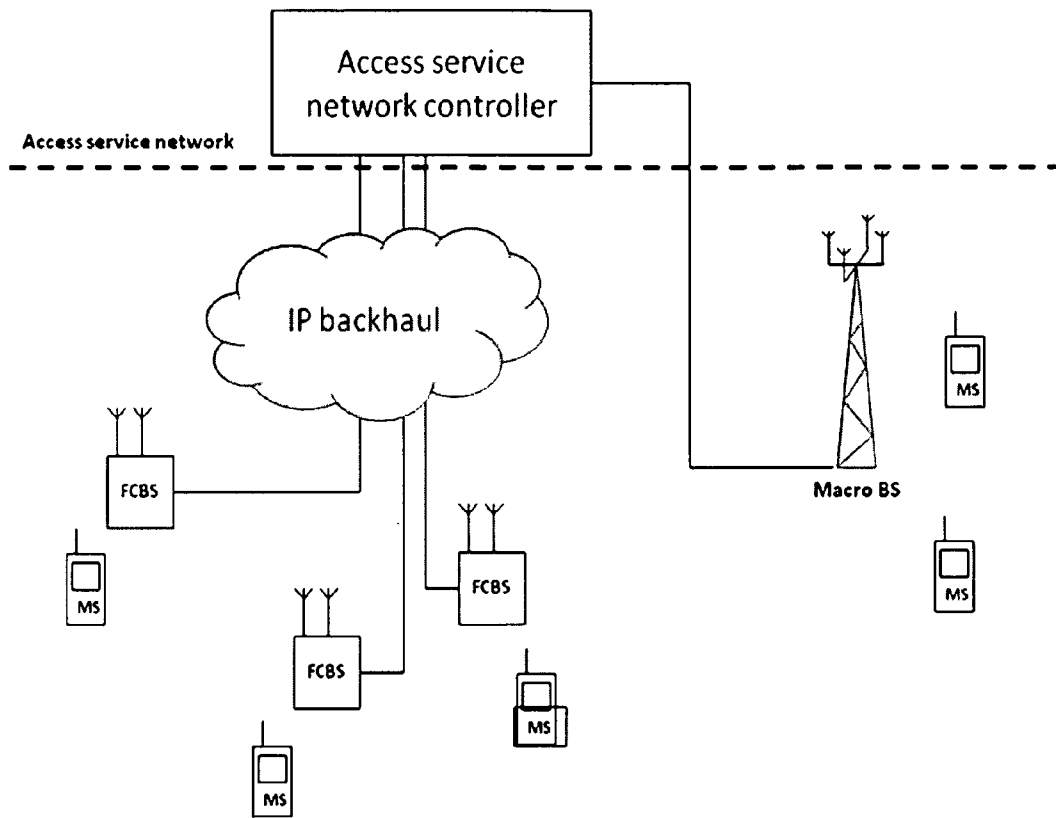 Access service
network controller
Access service network
IP backhaul
MS
FCBS
Macro BS
FCBS
MS
MS
FCBS
MS
MS